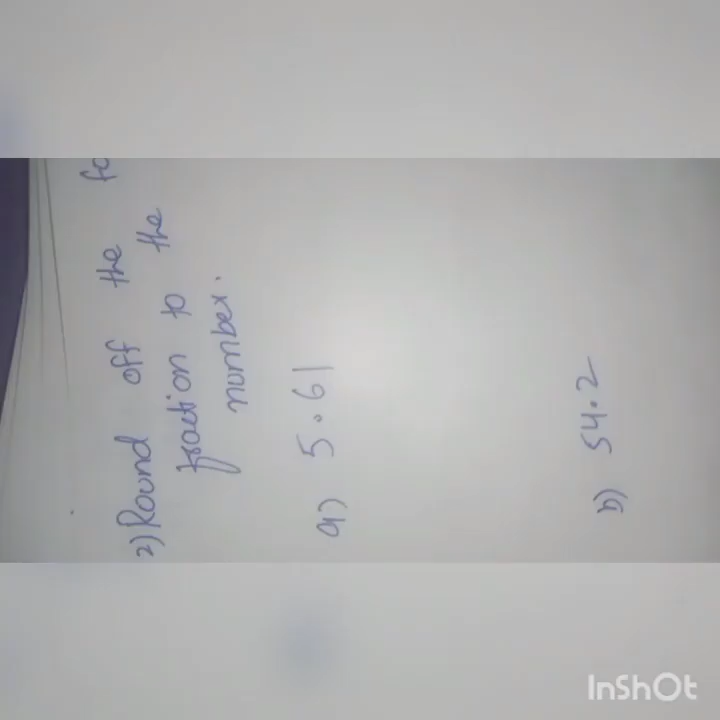 2) Round off the fo
fraction to the
number.
a) 5.61
b) 54.2
InShOt